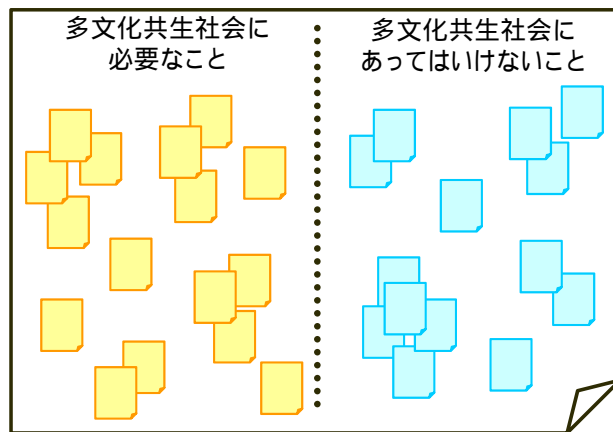 多文化共生社会に
必要なこと
多文化共生社会に
あってはいけないこと